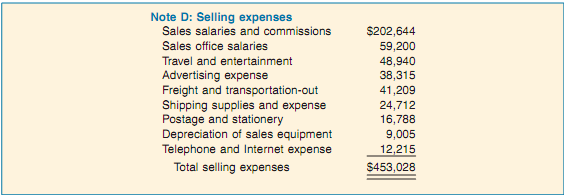 Note D: Selling expenses
Sales salaries and commissions $202,644
Sales office salaries 59,200
Travel and entertainment 48,940
Advertising expense 38,315
Freight and transportation-out 41,209
Shipping supplies and expense 24,712
Postage and stationery 16,788
Depreciation of sales equipment 9,005
Telephone and Internet expense 12,215
Total selling expenses $453,028